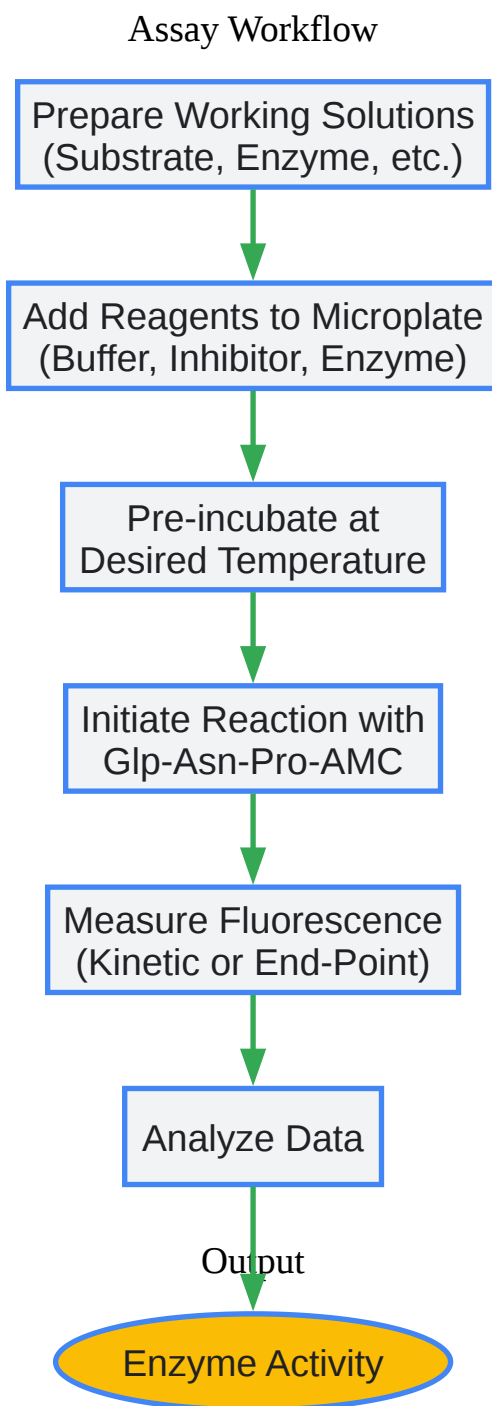 Assay Workflow
Prepare Working Solutions
(Substrate, Enzyme, etc.)
Add Reagents to Microplate
(Buffer, Inhibitor, Enzyme)
Pre-incubate at
Desired Temperature
Initiate Reaction with
Glp-Asn-Pro-AMC
Measure Fluorescence
(Kinetic or End-Point)
Analyze Data
Output
Enzyme Activity